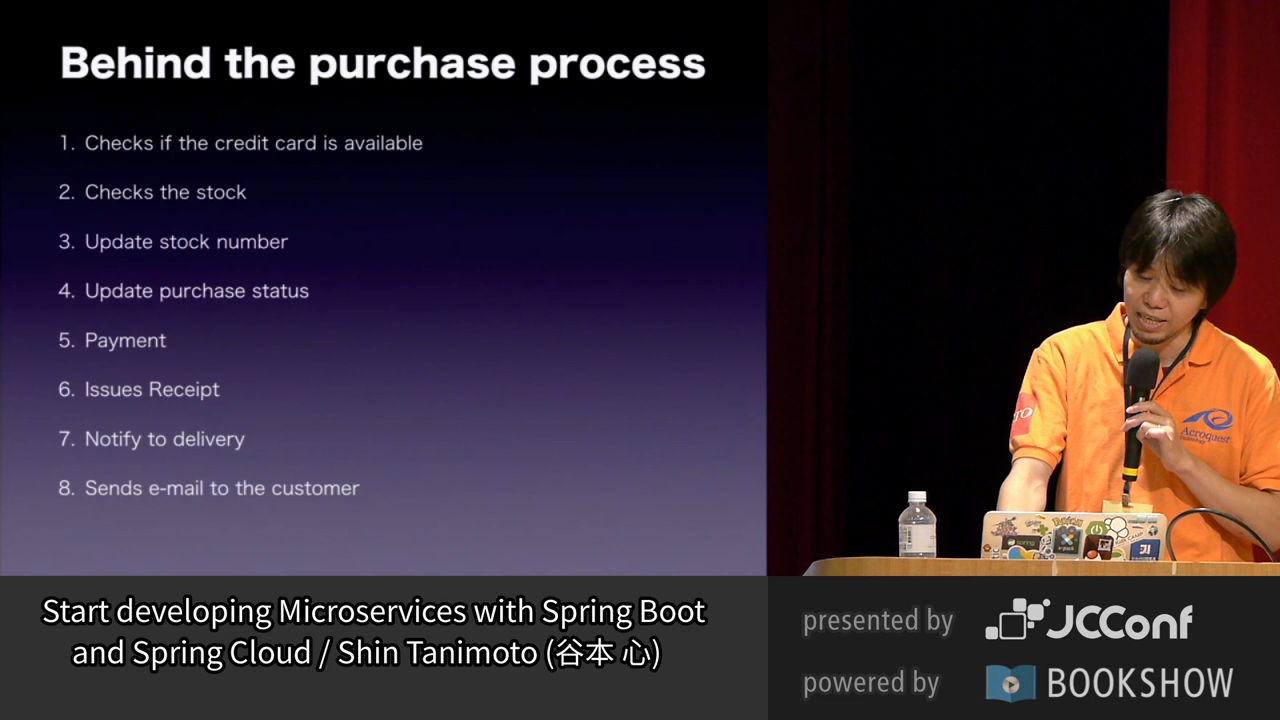 Behind the purchase process
1. Checks if the credit card is available
2. Checks the stock
3. Update stock number
4. Update purchase status
5. Payment
6. Issues Receipt
7. Notify to delivery
8. Sends e-mail to the customer
Acroquest
Technology
spring
Start developing Microservices with Spring Boot
and Spring Cloud / Shin Tanimoto (谷本 心)
presented by JCConf
powered by BOOKSHOW